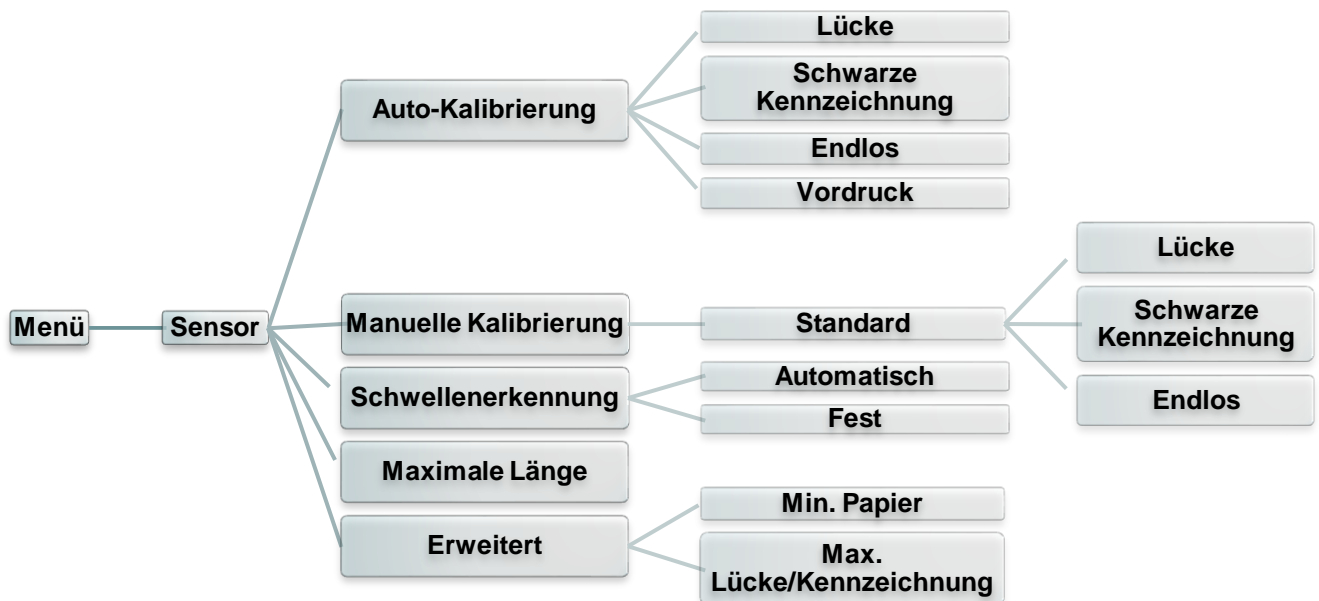 Menü
Sensor
Auto-Kalibrierung
Lücke
Schwarze
Kennzeichnung
Endlos
Vordruck
Manuelle Kalibrierung
Standard
Lücke
Schwarze
Kennzeichnung
Endlos
Schwellenerkennung
Automatisch
Fest
Maximale Länge
Erweitert
Min. Papier
Max.
Lücke/Kennzeichnung